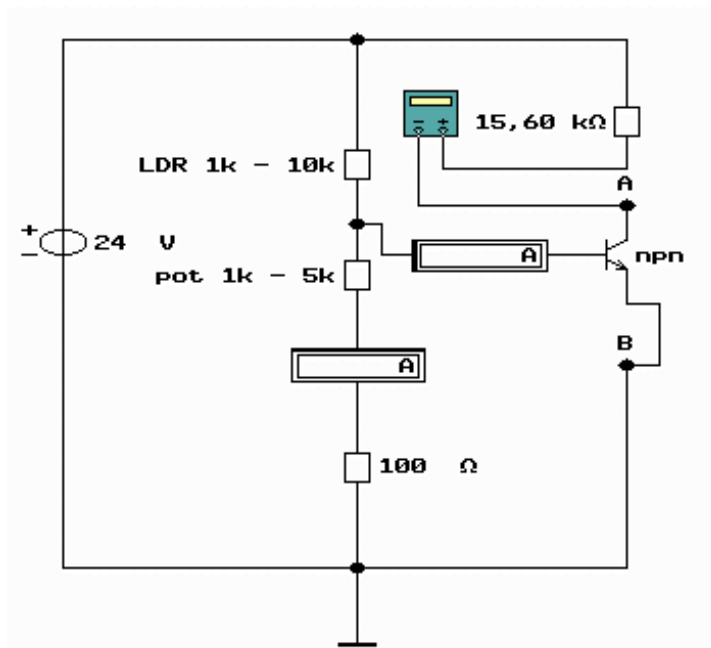 15,60 kΩ
LDR 1k - 10k
A
+
-
24 V
A
npn
pot 1k - 5k
B
A
100 Ω
- +